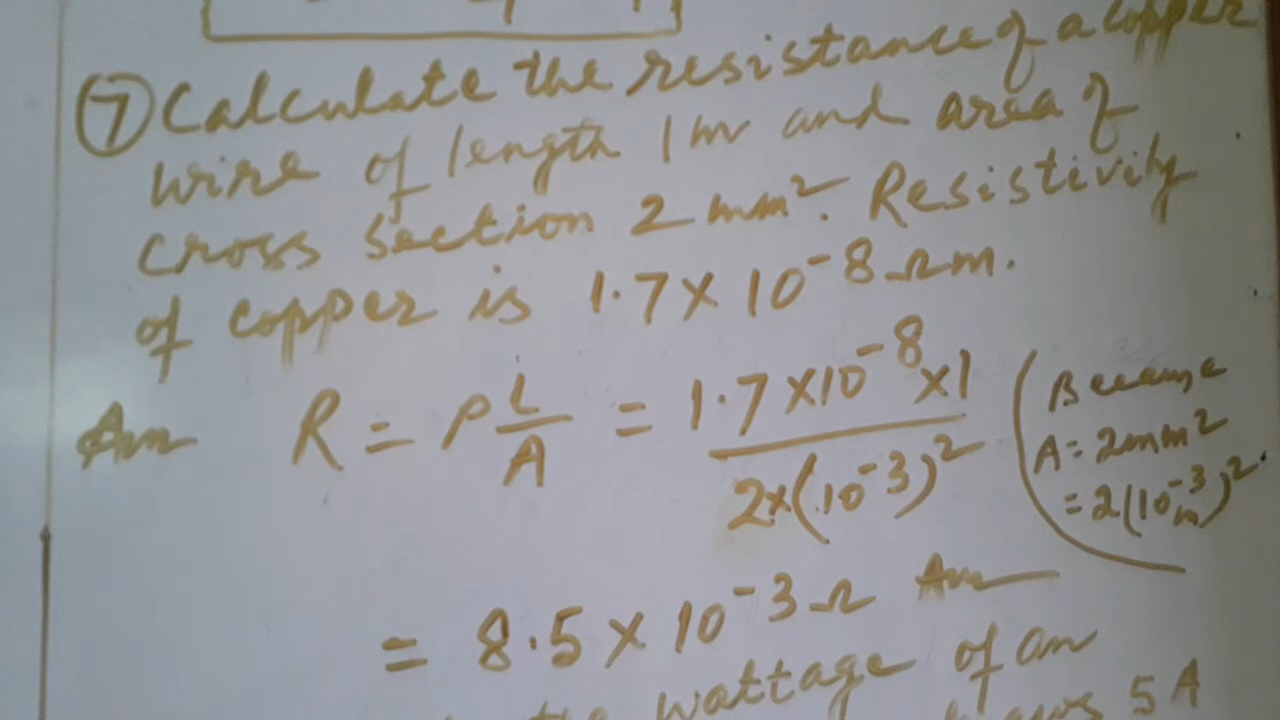 ⑦ Calculate the resistance of a copper
wire of length 1m and area of
cross section 2 mm². Resistivity
of copper is 1.7 × 10⁻⁸ Ωm.
Ans R = ρ L/A = 1.7 × 10⁻⁸ × 1 / 2 × (10⁻³)² (Because
A = 2mm²
= 2(10⁻³m)²
= 8.5 × 10⁻³ Ω Ans
the wattage of an
5 A